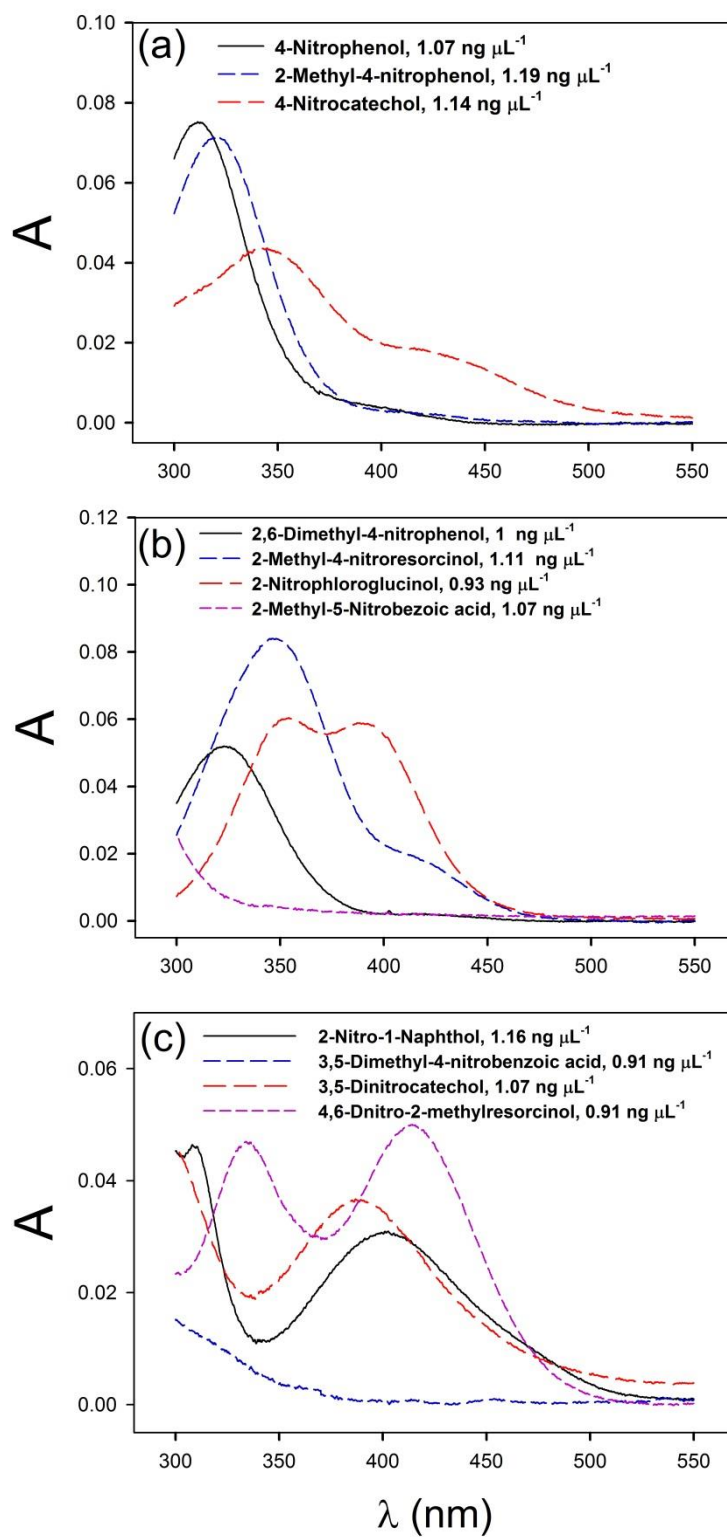 (a)
4-Nitrophenol, 1.07 ng μL⁻¹
2-Methyl-4-nitrophenol, 1.19 ng μL⁻¹
4-Nitrocatechol, 1.14 ng μL⁻¹
0.10
0.08
0.06
0.04
0.02
0.00
A
300 350 400 450 500 550
(b)
2,6-Dimethyl-4-nitrophenol, 1 ng μL⁻¹
2-Methyl-4-nitroresorcinol, 1.11 ng μL⁻¹
2-Nitrophloroglucinol, 0.93 ng μL⁻¹
2-Methyl-5-Nitrobezoic acid, 1.07 ng μL⁻¹
0.12
0.10
0.08
0.06
0.04
0.02
0.00
A
300 350 400 450 500 550
(c)
2-Nitro-1-Naphthol, 1.16 ng μL⁻¹
3,5-Dimethyl-4-nitrobenzoic acid, 0.91 ng μL⁻¹
3,5-Dinitrocatechol, 1.07 ng μL⁻¹
4,6-Dnitro-2-methylresorcinol, 0.91 ng μL⁻¹
0.06
0.04
0.02
0.00
A
300 350 400 450 500 550
λ (nm)